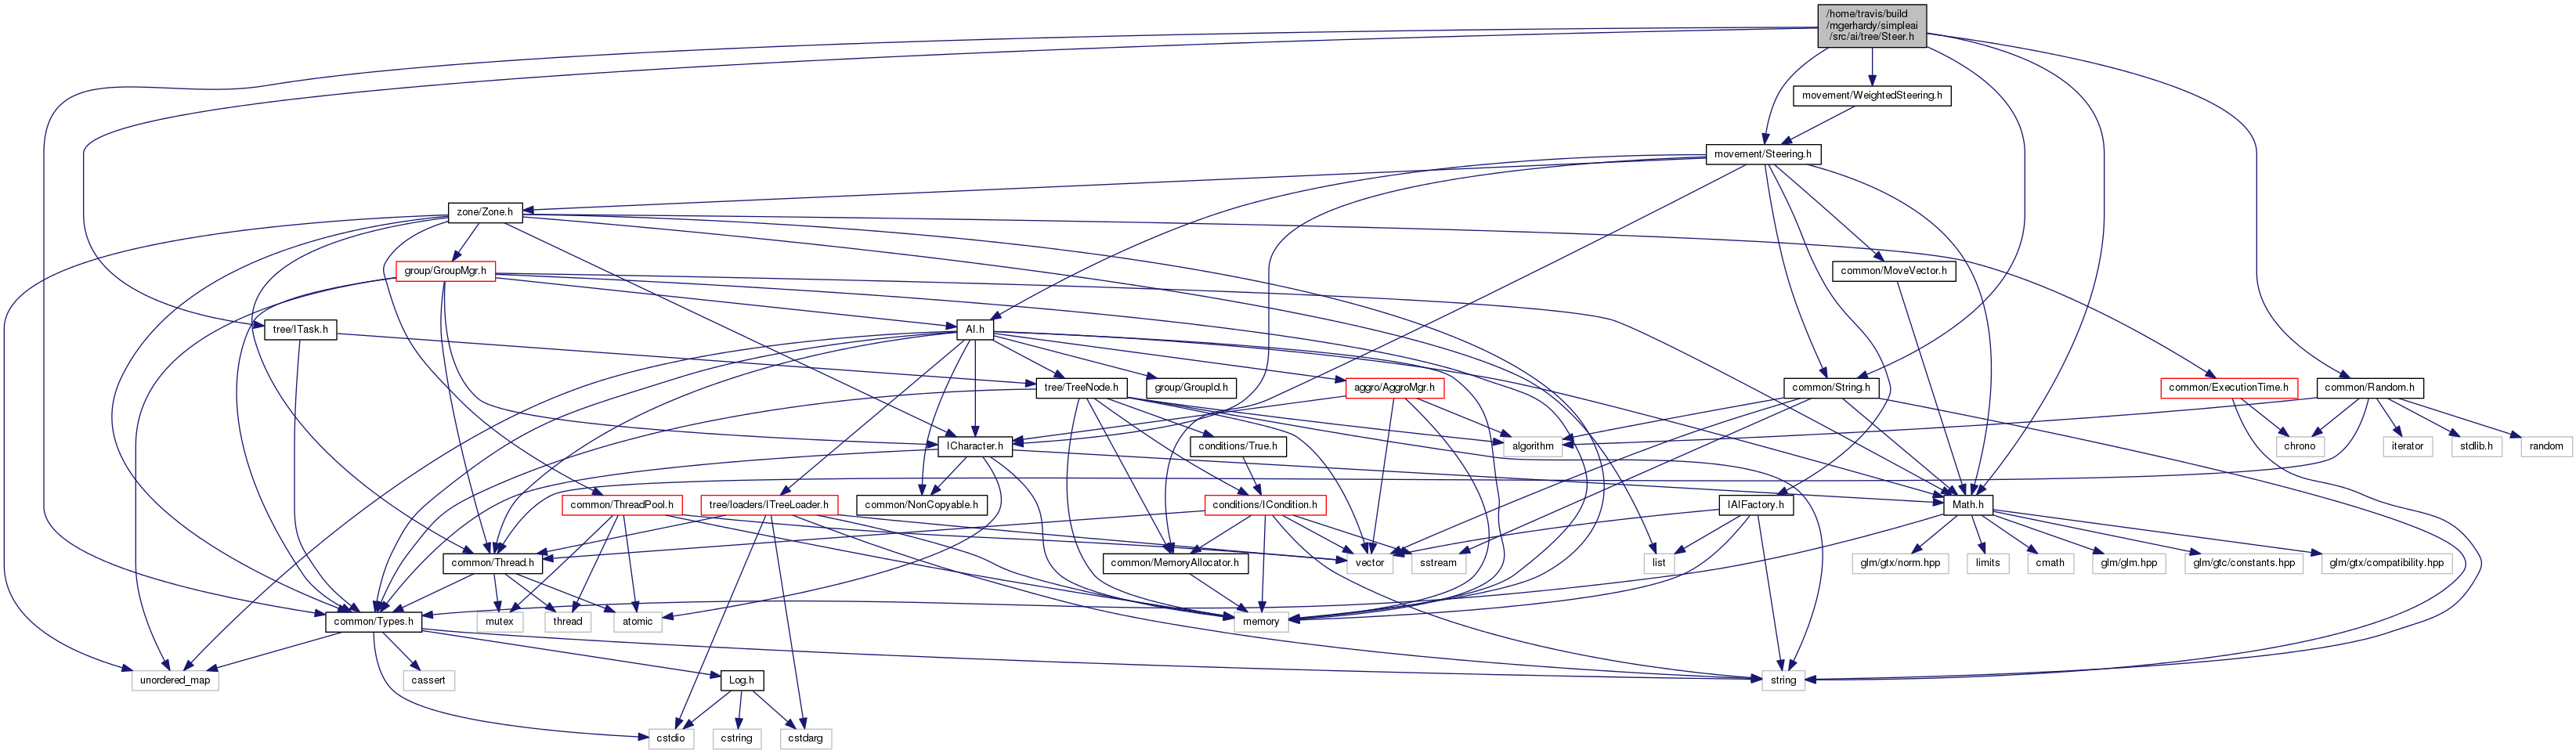 /home/travis/build
/mgerhardy/simpleai
/src/ai/tree/Steer.h
movement/WeightedSteering.h
movement/Steering.h
zone/Zone.h
group/GroupMgr.h
common/MoveVector.h
tree/ITask.h
AI.h
tree/TreeNode.h
group/GroupId.h
aggro/AggroMgr.h
common/String.h
common/ExecutionTime.h
common/Random.h
ICharacter.h
conditions/True.h
algorithm
chrono
iterator
stdlib.h
random
common/ThreadPool.h
tree/loaders/ITreeLoader.h
common/NonCopyable.h
conditions/ICondition.h
IAIFactory.h
Math.h
common/Thread.h
common/MemoryAllocator.h
vector
sstream
list
glm/gtx/norm.hpp
limits
cmath
glm/glm.hpp
glm/gtc/constants.hpp
glm/gtx/compatibility.hpp
common/Types.h
mutex
thread
atomic
memory
unordered_map
cassert
Log.h
string
cstdio
cstring
cstdarg